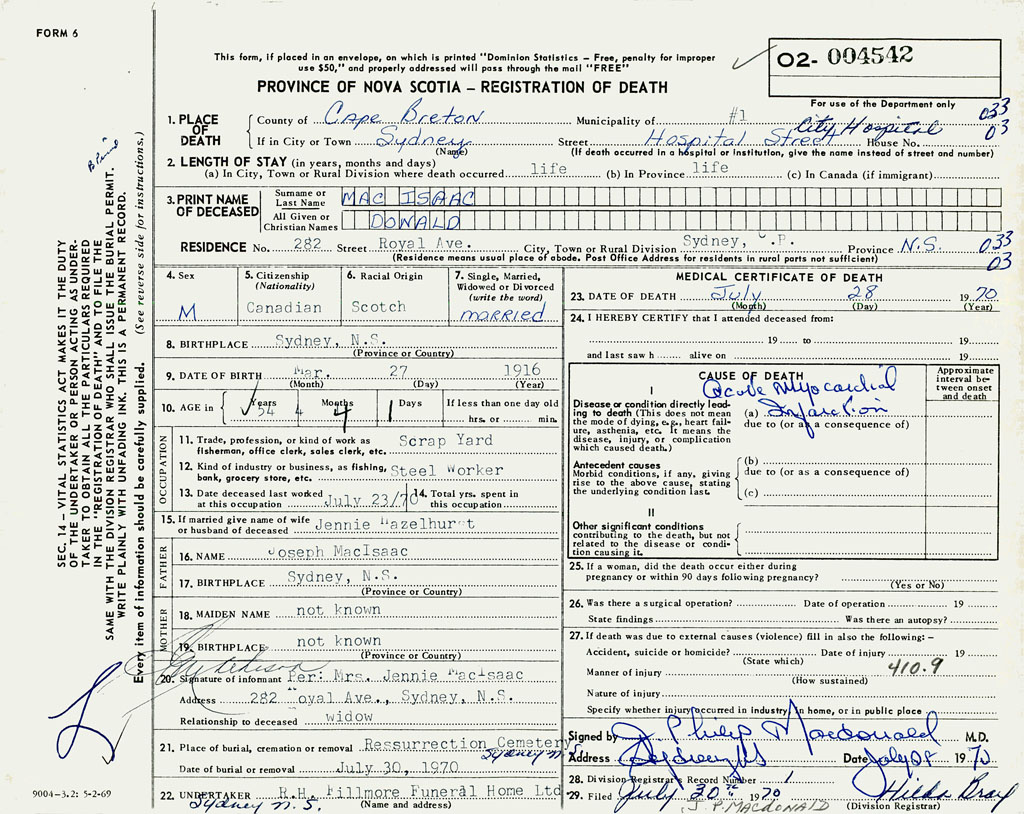 FORM 6
This form, if placed in an envelope, on which is printed "Dominion Statistics – Free, penalty for improper
use $50," and properly addressed will pass through the mail "FREE"
02- 004542
PROVINCE OF NOVA SCOTIA – REGISTRATION OF DEATH
For use of the Department only
1. PLACE OF DEATH County of Cape Breton Municipality of #1 City Hospital 033
If in City or Town Sydney Street Hospital Street House No. 03
(Name) (If death occurred in a hospital or institution, give the name instead of street and number)
2. LENGTH OF STAY (in years, months and days)
(a) In City, Town or Rural Division where death occurred life (b) In Province life (c) In Canada (if immigrant)
3. PRINT NAME OF DECEASED Surname or Last Name MAC ISAAC
All Given or Christian Names DONALD
RESIDENCE No. 282 Street Royal Ave. City, Town or Rural Division Sydney, C.B. Province N.S. 033
(Residence means usual place of abode. Post Office Address for residents in rural parts not sufficient) 03
4. Sex M
5. Citizenship (Nationality) Canadian
6. Racial Origin Scotch
7. Single, Married, Widowed or Divorced (write the word) married
8. BIRTHPLACE Sydney, N.S.
(Province or Country)
9. DATE OF BIRTH Mar. 27 1916
(Month) (Day) (Year)
10. AGE in Years 54 Months 4 Days 1 If less than one day old
hrs. or min.
OCCUPATION
11. Trade, profession, or kind of work as fisherman, office clerk, sales clerk, etc. Scrap Yard
12. Kind of industry or business, as fishing, bank, grocery store, etc. Steel Worker
13. Date deceased last worked at this occupation July 23/70
14. Total yrs. spent in this occupation
15. If married give name of wife or husband of deceased Jennie Hazelhurst
FATHER
16. NAME Joseph MacIsaac
17. BIRTHPLACE Sydney, N.S.
(Province or Country)
MOTHER
18. MAIDEN NAME not known
19. BIRTHPLACE not known
(Province or Country)
20. Signature of informant Per: Mrs. Jennie MacIsaac
Address 282 Royal Ave., Sydney, N.S.
Relationship to deceased widow
21. Place of burial, cremation or removal Ressurrection Cemetery
Sydney N.S.
Date of burial or removal July 30, 1970
22. UNDERTAKER R.H. Fillmore Funeral Home Ltd
Sydney N.S. (Name and address)
MEDICAL CERTIFICATE OF DEATH
23. DATE OF DEATH July 28 1970
(Month) (Day) (Year)
24. I HEREBY CERTIFY that I attended deceased from:
19 to 19
and last saw h alive on 19
CAUSE OF DEATH
Approximate interval between onset and death
I
Disease or condition directly leading to death (This does not mean the mode of dying, e.g., heart failure, asthenia, etc. It means the disease, injury, or complication which caused death.)
(a) Acute Myocardial Infarction
due to (or as a consequence of)
Antecedent causes
Morbid conditions, if any, giving rise to the above cause, stating the underlying condition last.
(b)
due to (or as a consequence of)
(c)
II
Other significant conditions
contributing to the death, but not related to the disease or condition causing it.
25. If a woman, did the death occur either during
pregnancy or within 90 days following pregnancy?
(Yes or No)
26. Was there a surgical operation? Date of operation 19
State findings Was there an autopsy?
27. If death was due to external causes (violence) fill in also the following: –
Accident, suicide or homicide? Date of injury 19
(State which)
Manner of injury 410.9
(How sustained)
Nature of injury
Specify whether injury occurred in industry, in home, or in public place
Signed by J. Philip Macdonald M.D.
Address Sydney NS Date July 28 1970
28. Division Registrar's Record Number 1
29. Filed July 30th 1970 Hilda Bray
J. P. MACDONALD (Division Registrar)
SEC. 14 – VITAL STATISTICS ACT MAKES IT THE DUTY
OF THE UNDERTAKER OR PERSON ACTING AS UNDER-
TAKER TO OBTAIN ALL THE PARTICULARS REQUIRED
IN THE "REGISTRATION OF DEATH" AND TO FILE THE
SAME WITH THE DIVISION REGISTRAR WHO SHALL ISSUE THE BURIAL PERMIT.
WRITE PLAINLY WITH UNFADING INK. THIS IS A PERMANENT RECORD.
Every item of information should be carefully supplied. (See reverse side for instructions.)
9004–3.2: 5-2-69